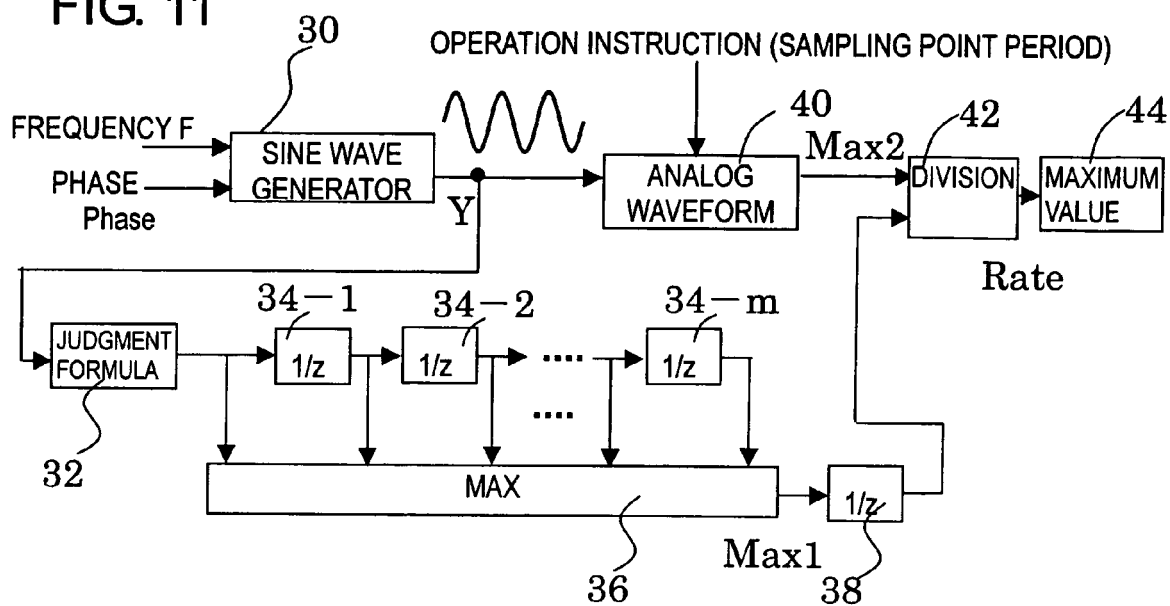 FIG. 11
30
OPERATION INSTRUCTION (SAMPLING POINT PERIOD)
FREQUENCY F
SINE WAVE
GENERATOR
PHASE
Phase
Y
40
ANALOG
WAVEFORM
Max2
42
DIVISION
44
MAXIMUM
VALUE
Rate
34-1
34-2
34-m
JUDGMENT
FORMULA
1/z
1/z
....
1/z
....
32
MAX
1/z
36
Max1
38